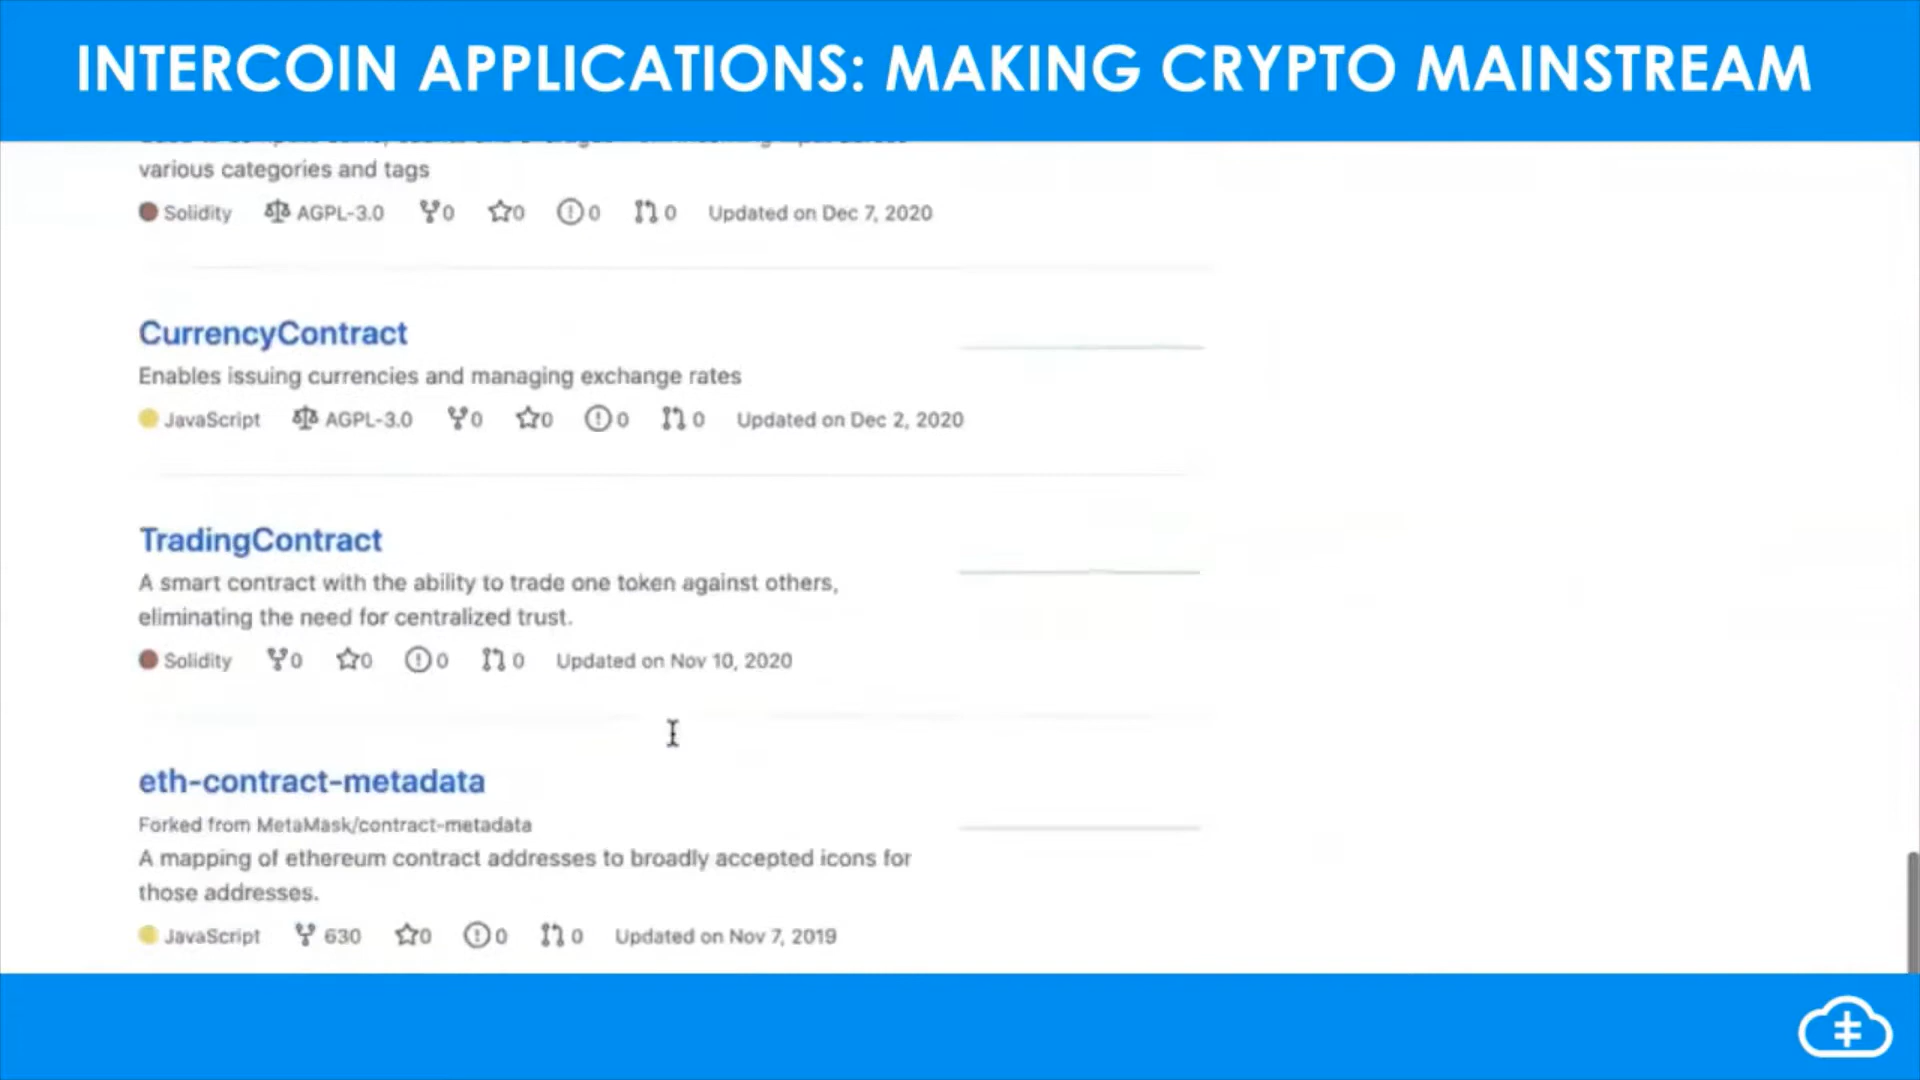 INTERCOIN APPLICATIONS: MAKING CRYPTO MAINSTREAM
various categories and tags
Solidity AGPL-3.0 0 0 0 0 Updated on Dec 7, 2020
CurrencyContract
Enables issuing currencies and managing exchange rates
JavaScript AGPL-3.0 0 0 0 0 Updated on Dec 2, 2020
TradingContract
A smart contract with the ability to trade one token against others,
eliminating the need for centralized trust.
Solidity 0 0 0 0 Updated on Nov 10, 2020
eth-contract-metadata
Forked from MetaMask/contract-metadata
A mapping of ethereum contract addresses to broadly accepted icons for
those addresses.
JavaScript 630 0 0 0 Updated on Nov 7, 2019